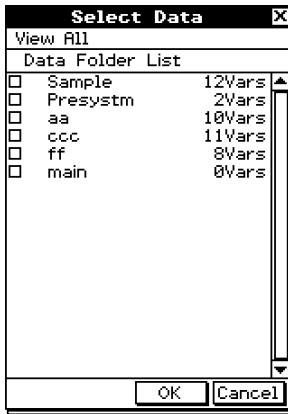 Select Data
View All
Data Folder List
Sample 12Vars
Presystm 2Vars
aa 10Vars
ccc 11Vars
ff 8Vars
main 0Vars
OK Cancel